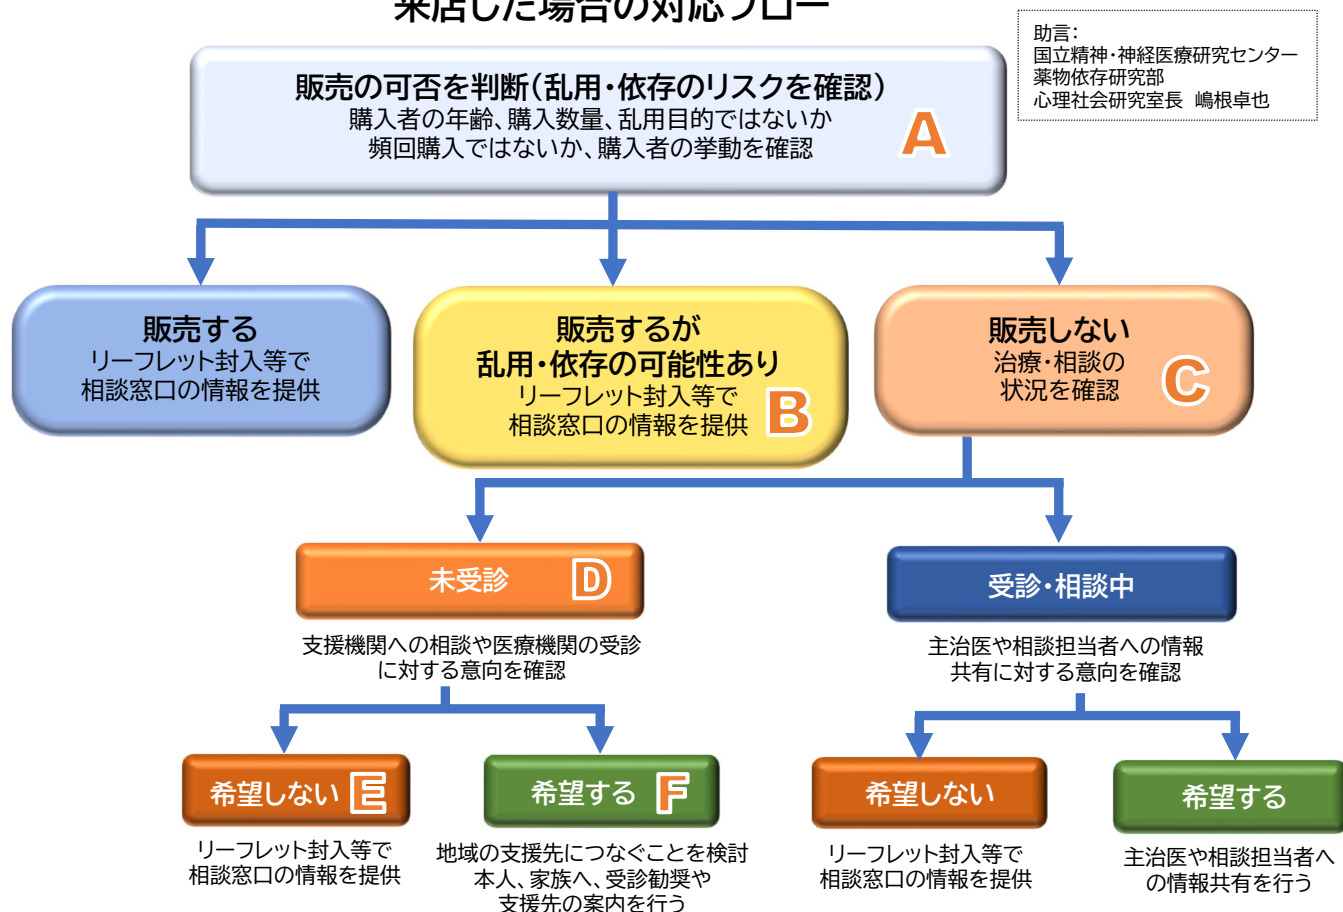 来店した場合の対応フロー
助言：
国立精神・神経医療研究センター
薬物依存研究部
心理社会研究室長　嶋根卓也
販売の可否を判断（乱用・依存のリスクを確認）
購入者の年齢、購入数量、乱用目的ではないか
頻回購入ではないか、購入者の挙動を確認
A
販売する
リーフレット封入等で
相談窓口の情報を提供
販売するが
乱用・依存の可能性あり
リーフレット封入等で
相談窓口の情報を提供
B
販売しない
治療・相談の
状況を確認
C
未受診
D
支援機関への相談や医療機関の受診
に対する意向を確認
受診・相談中
主治医や相談担当者への情報
共有に対する意向を確認
希望しない
E
リーフレット封入等で
相談窓口の情報を提供
希望する
F
地域の支援先につなぐことを検討
本人、家族へ、受診勧奨や
支援先の案内を行う
希望しない
リーフレット封入等で
相談窓口の情報を提供
希望する
主治医や相談担当者へ
の情報共有を行う